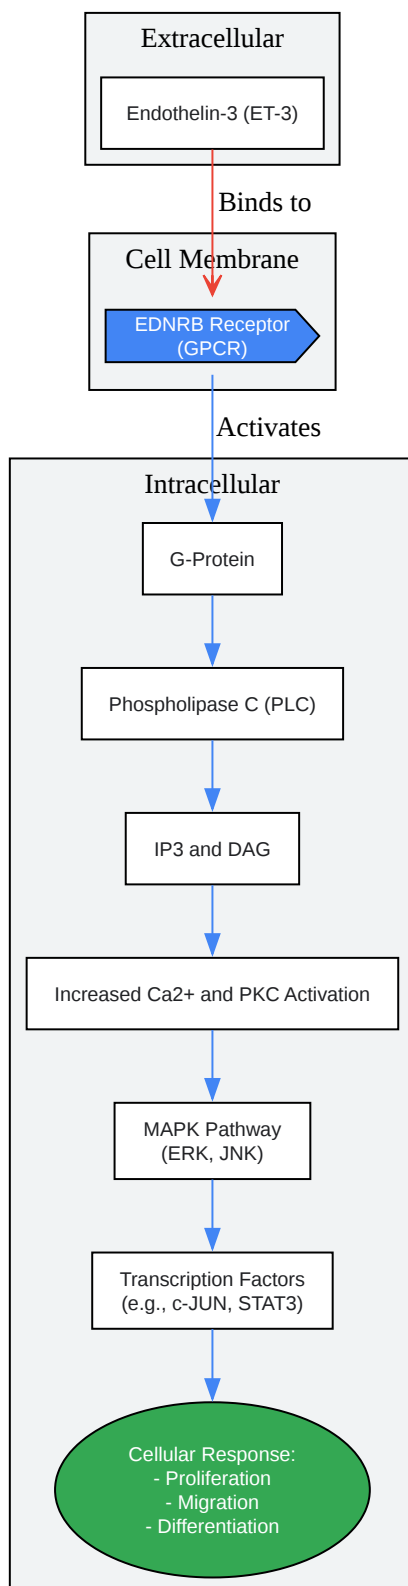 Extracellular
Endothelin-3 (ET-3)
Binds to
Cell Membrane
EDNRB Receptor
(GPCR)
Activates
Intracellular
G-Protein
Phospholipase C (PLC)
IP3 and DAG
Increased Ca2+ and PKC Activation
MAPK Pathway
(ERK, JNK)
Transcription Factors
(e.g., c-JUN, STAT3)
Cellular Response:
- Proliferation
- Migration
- Differentiation